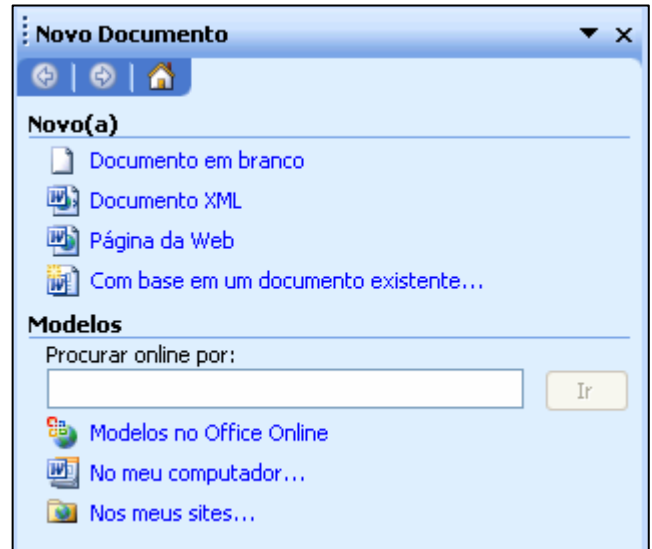 Novo Documento
Novo(a)
Documento em branco
Documento XML
Página da Web
Com base em um documento existente...
Modelos
Procurar online por:
Ir
Modelos no Office Online
No meu computador...
Nos meus sites...